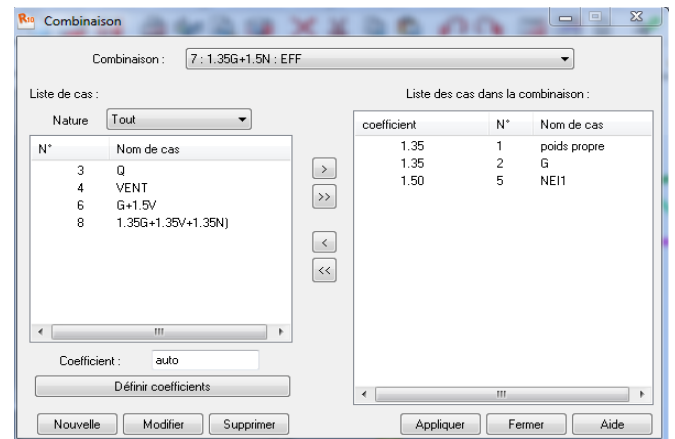 R10 Combinaison
Combinaison : 7 : 1.35G+1.5N : EFF
Liste de cas :
Nature Tout
N° Nom de cas
3 Q
4 VENT
6 G+1.5V
8 1.35G+1.35V+1.35N)
Coefficient : auto
Définir coefficients
Nouvelle Modifier Supprimer
>
>>
<
<<
Liste des cas dans la combinaison :
coefficient N° Nom de cas
1.35 1 poids propre
1.35 2 G
1.50 5 NEI1
Appliquer Fermer Aide